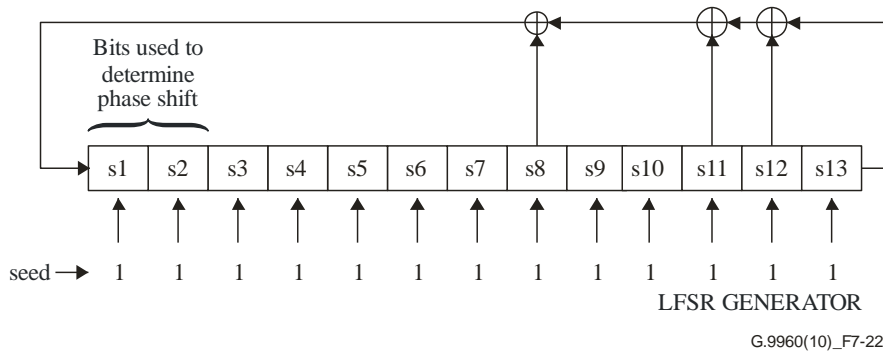 Bits used to
determine
phase shift
s1 s2 s3 s4 s5 s6 s7 s8 s9 s10 s11 s12 s13
seed 1 1 1 1 1 1 1 1 1 1 1 1 1
LFSR GENERATOR
G.9960(10)_F7-22